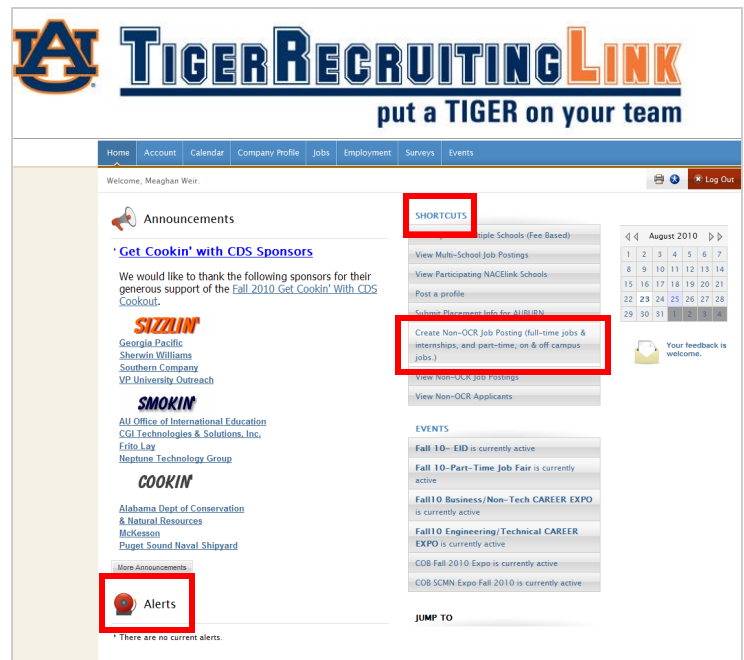 AU
TIGERRECRUITINGLINK
put a TIGER on your team
Home Account Calendar Company Profile Jobs Employment Surveys Events
Welcome, Meaghan Weir.
Log Out
Announcements
Get Cookin' with CDS Sponsors
We would like to thank the following sponsors for their
generous support of the Fall 2010 Get Cookin' With CDS
Cookout.
SIZZLIN'
Georgia Pacific
Sherwin Williams
Southern Company
VP University Outreach
SMOKIN'
AU Office of International Education
CGI Technologies & Solutions, Inc.
Frito Lay
Neptune Technology Group
COOKIN'
Alabama Dept of Conservation
& Natural Resources
McKesson
Puget Sound Naval Shipyard
More Announcements
Alerts
There are no current alerts.
SHORTCUTS
Schools (Fee Based)
View Multi-School Job Postings
View Participating NACElink Schools
Post a profile
Submit Placement Info for AUBURN
Create Non-OCR Job Posting (full-time jobs &
internships, and part-time, on & off campus
jobs.)
View Non-OCR Job Postings
View Non-OCR Applicants
EVENTS
Fall 10- EID is currently active
Fall 10-Part-Time Job Fair is currently
active
Fall10 Business/Non-Tech CAREER EXPO
is currently active
Fall10 Engineering/Technical CAREER
EXPO is currently active
COB Fall 2010 Expo is currently active
COB SCMN Expo Fall 2010 is currently active
JUMP TO
August 2010
1 2 3 4 5 6 7
8 9 10 11 12 13 14
15 16 17 18 19 20 21
22 23 24 25 26 27 28
29 30 31 1 2 3 4
Your feedback is
welcome.